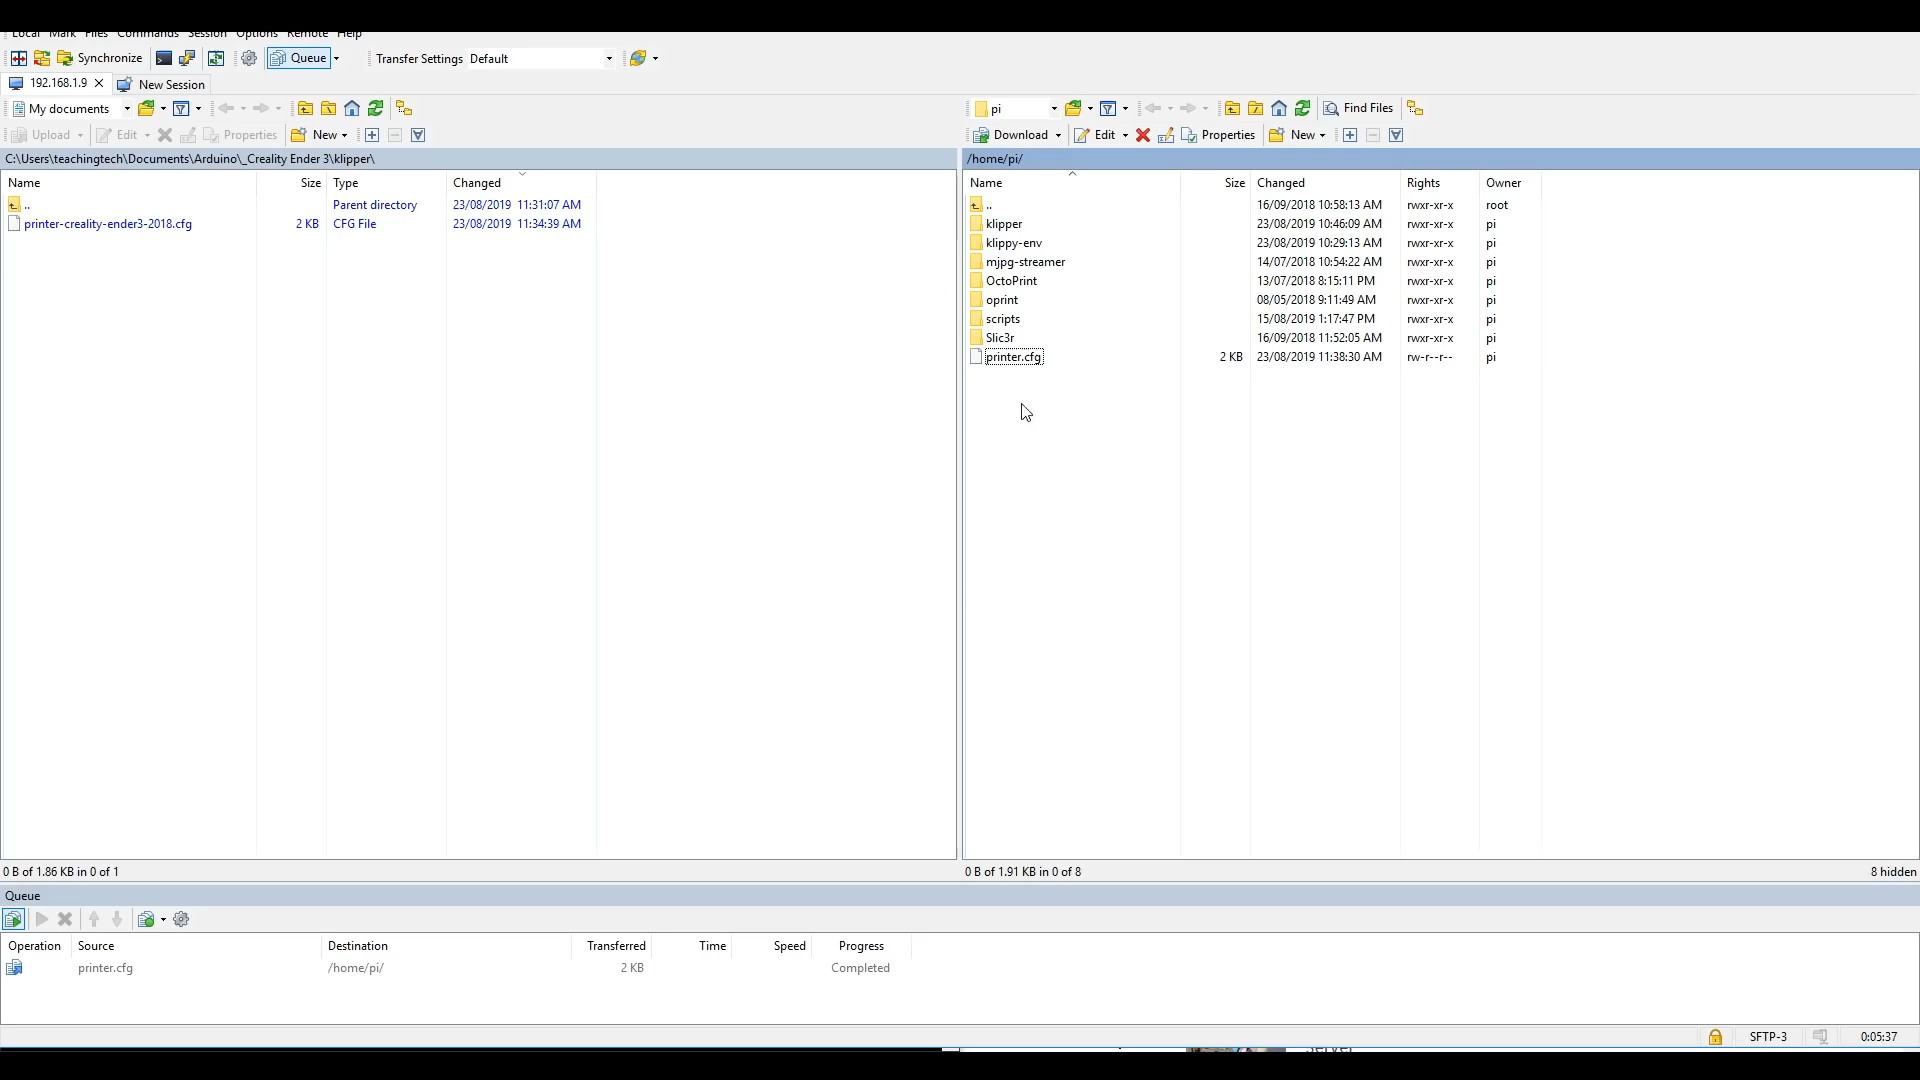 Local Mark Files Commands Session Options Remote Help
Synchronize Queue Transfer Settings Default
192.168.1.9 New Session
My documents
Upload Edit Properties New
C:\Users\teachingtech\Documents\Arduino\_Creality Ender 3\klipper\
Name Size Type Changed
.. Parent directory 23/08/2019 11:31:07 AM
printer-creality-ender3-2018.cfg 2 KB CFG File 23/08/2019 11:34:39 AM
0 B of 1.86 KB in 0 of 1
pi Find Files
Download Edit Properties New
/home/pi/
Name Size Changed Rights Owner
.. 16/09/2018 10:58:13 AM rwxr-xr-x root
klipper 23/08/2019 10:46:09 AM rwxr-xr-x pi
klippy-env 23/08/2019 10:29:13 AM rwxr-xr-x pi
mjpg-streamer 14/07/2018 10:54:22 AM rwxr-xr-x pi
OctoPrint 13/07/2018 8:15:11 PM rwxr-xr-x pi
oprint 08/05/2018 9:11:49 AM rwxr-xr-x pi
scripts 15/08/2019 1:17:47 PM rwxr-xr-x pi
Slic3r 16/09/2018 11:52:05 AM rwxr-xr-x pi
printer.cfg 2 KB 23/08/2019 11:38:30 AM rw-r--r-- pi
0 B of 1.91 KB in 0 of 8 8 hidden
Queue
Operation Source Destination Transferred Time Speed Progress
printer.cfg /home/pi/ 2 KB Completed
SFTP-3 0:05:37